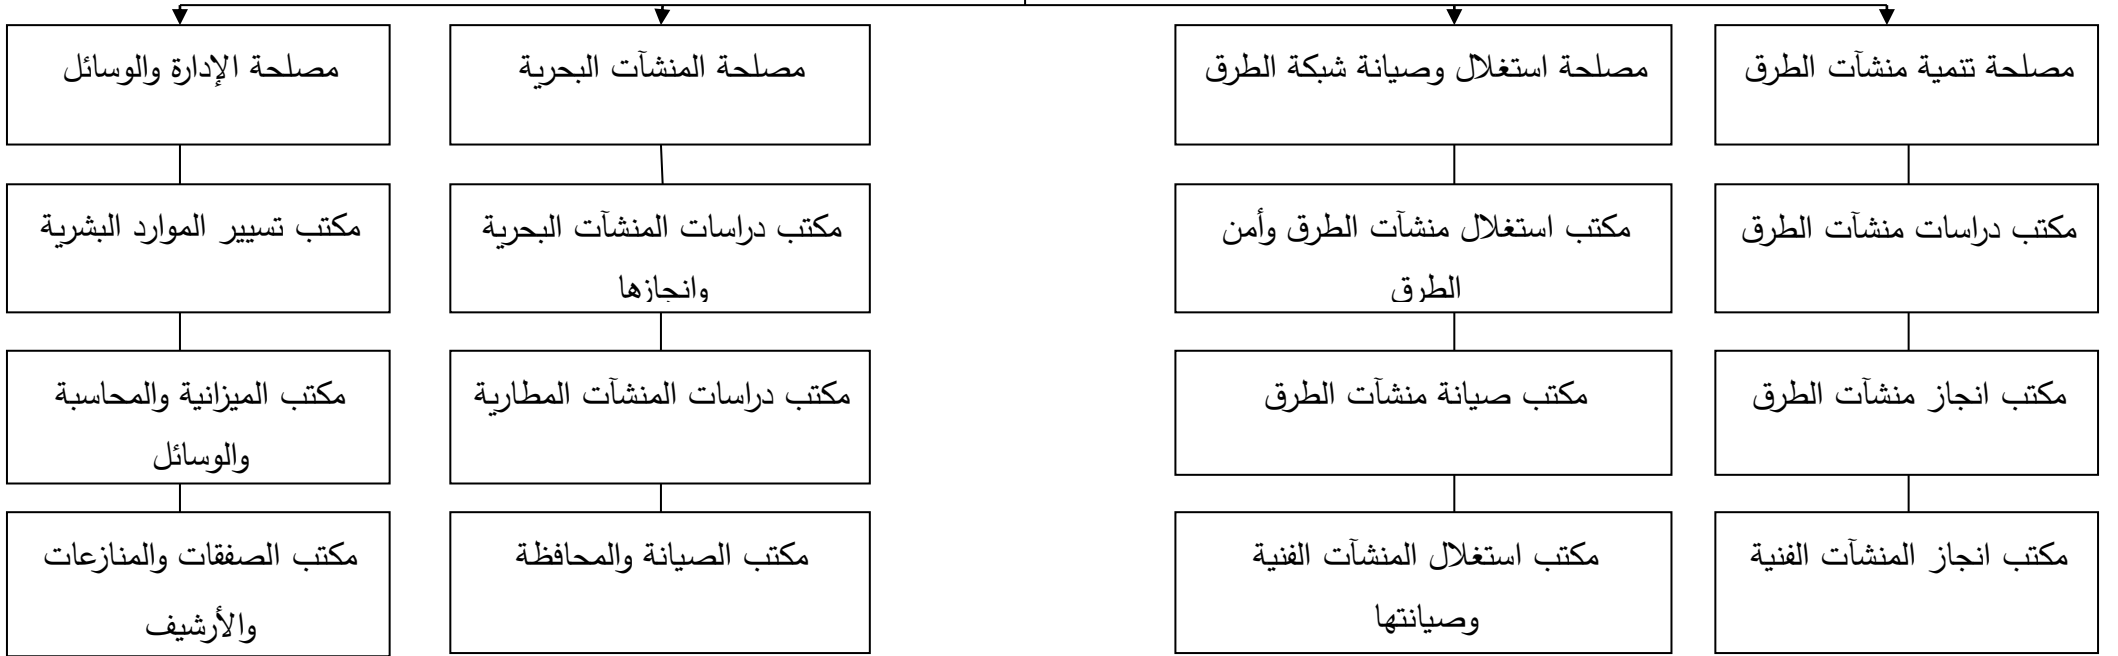 مصلحة تنمية منشآت الطرق
مصلحة استغلال وصيانة شبكة الطرق
مصلحة المنشآت البحرية
مصلحة الإدارة والوسائل
مكتب دراسات منشآت الطرق
مكتب استغلال منشآت الطرق وأمن
الطرق
مكتب دراسات المنشآت البحرية
وانجازها
مكتب تسيير الموارد البشرية
مكتب انجاز منشآت الطرق
مكتب صيانة منشآت الطرق
مكتب دراسات المنشآت المطارية
مكتب الميزانية والمحاسبة
والوسائل
مكتب انجاز المنشآت الفنية
مكتب استغلال المنشآت الفنية
وصيانتها
مكتب الصيانة والمحافظة
مكتب الصفقات والمنازعات
والأرشيف